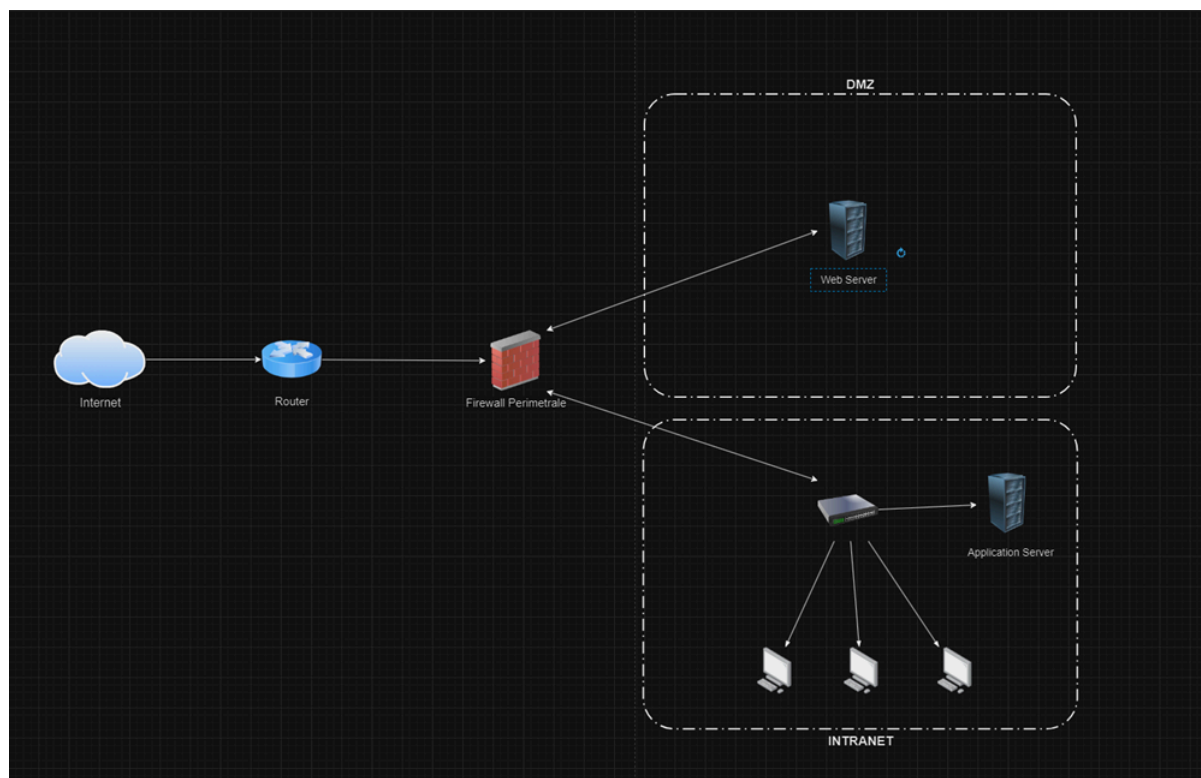 DMZ
Web Server
Internet
Router
Firewall Perimetrale
Application Server
INTRANET